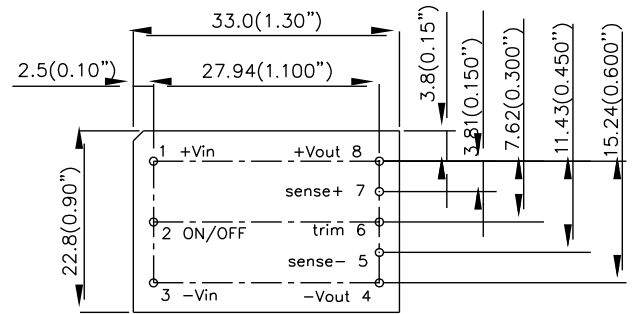 33.0(1.30")
2.5(0.10")
27.94(1.100")
3.8(0.15")
3.81(0.150")
7.62(0.300")
11.43(0.450")
15.24(0.600")
22.8(0.90")
1 +Vin
+Vout 8
sense+ 7
2 ON/OFF
trim 6
sense- 5
3 -Vin
-Vout 4